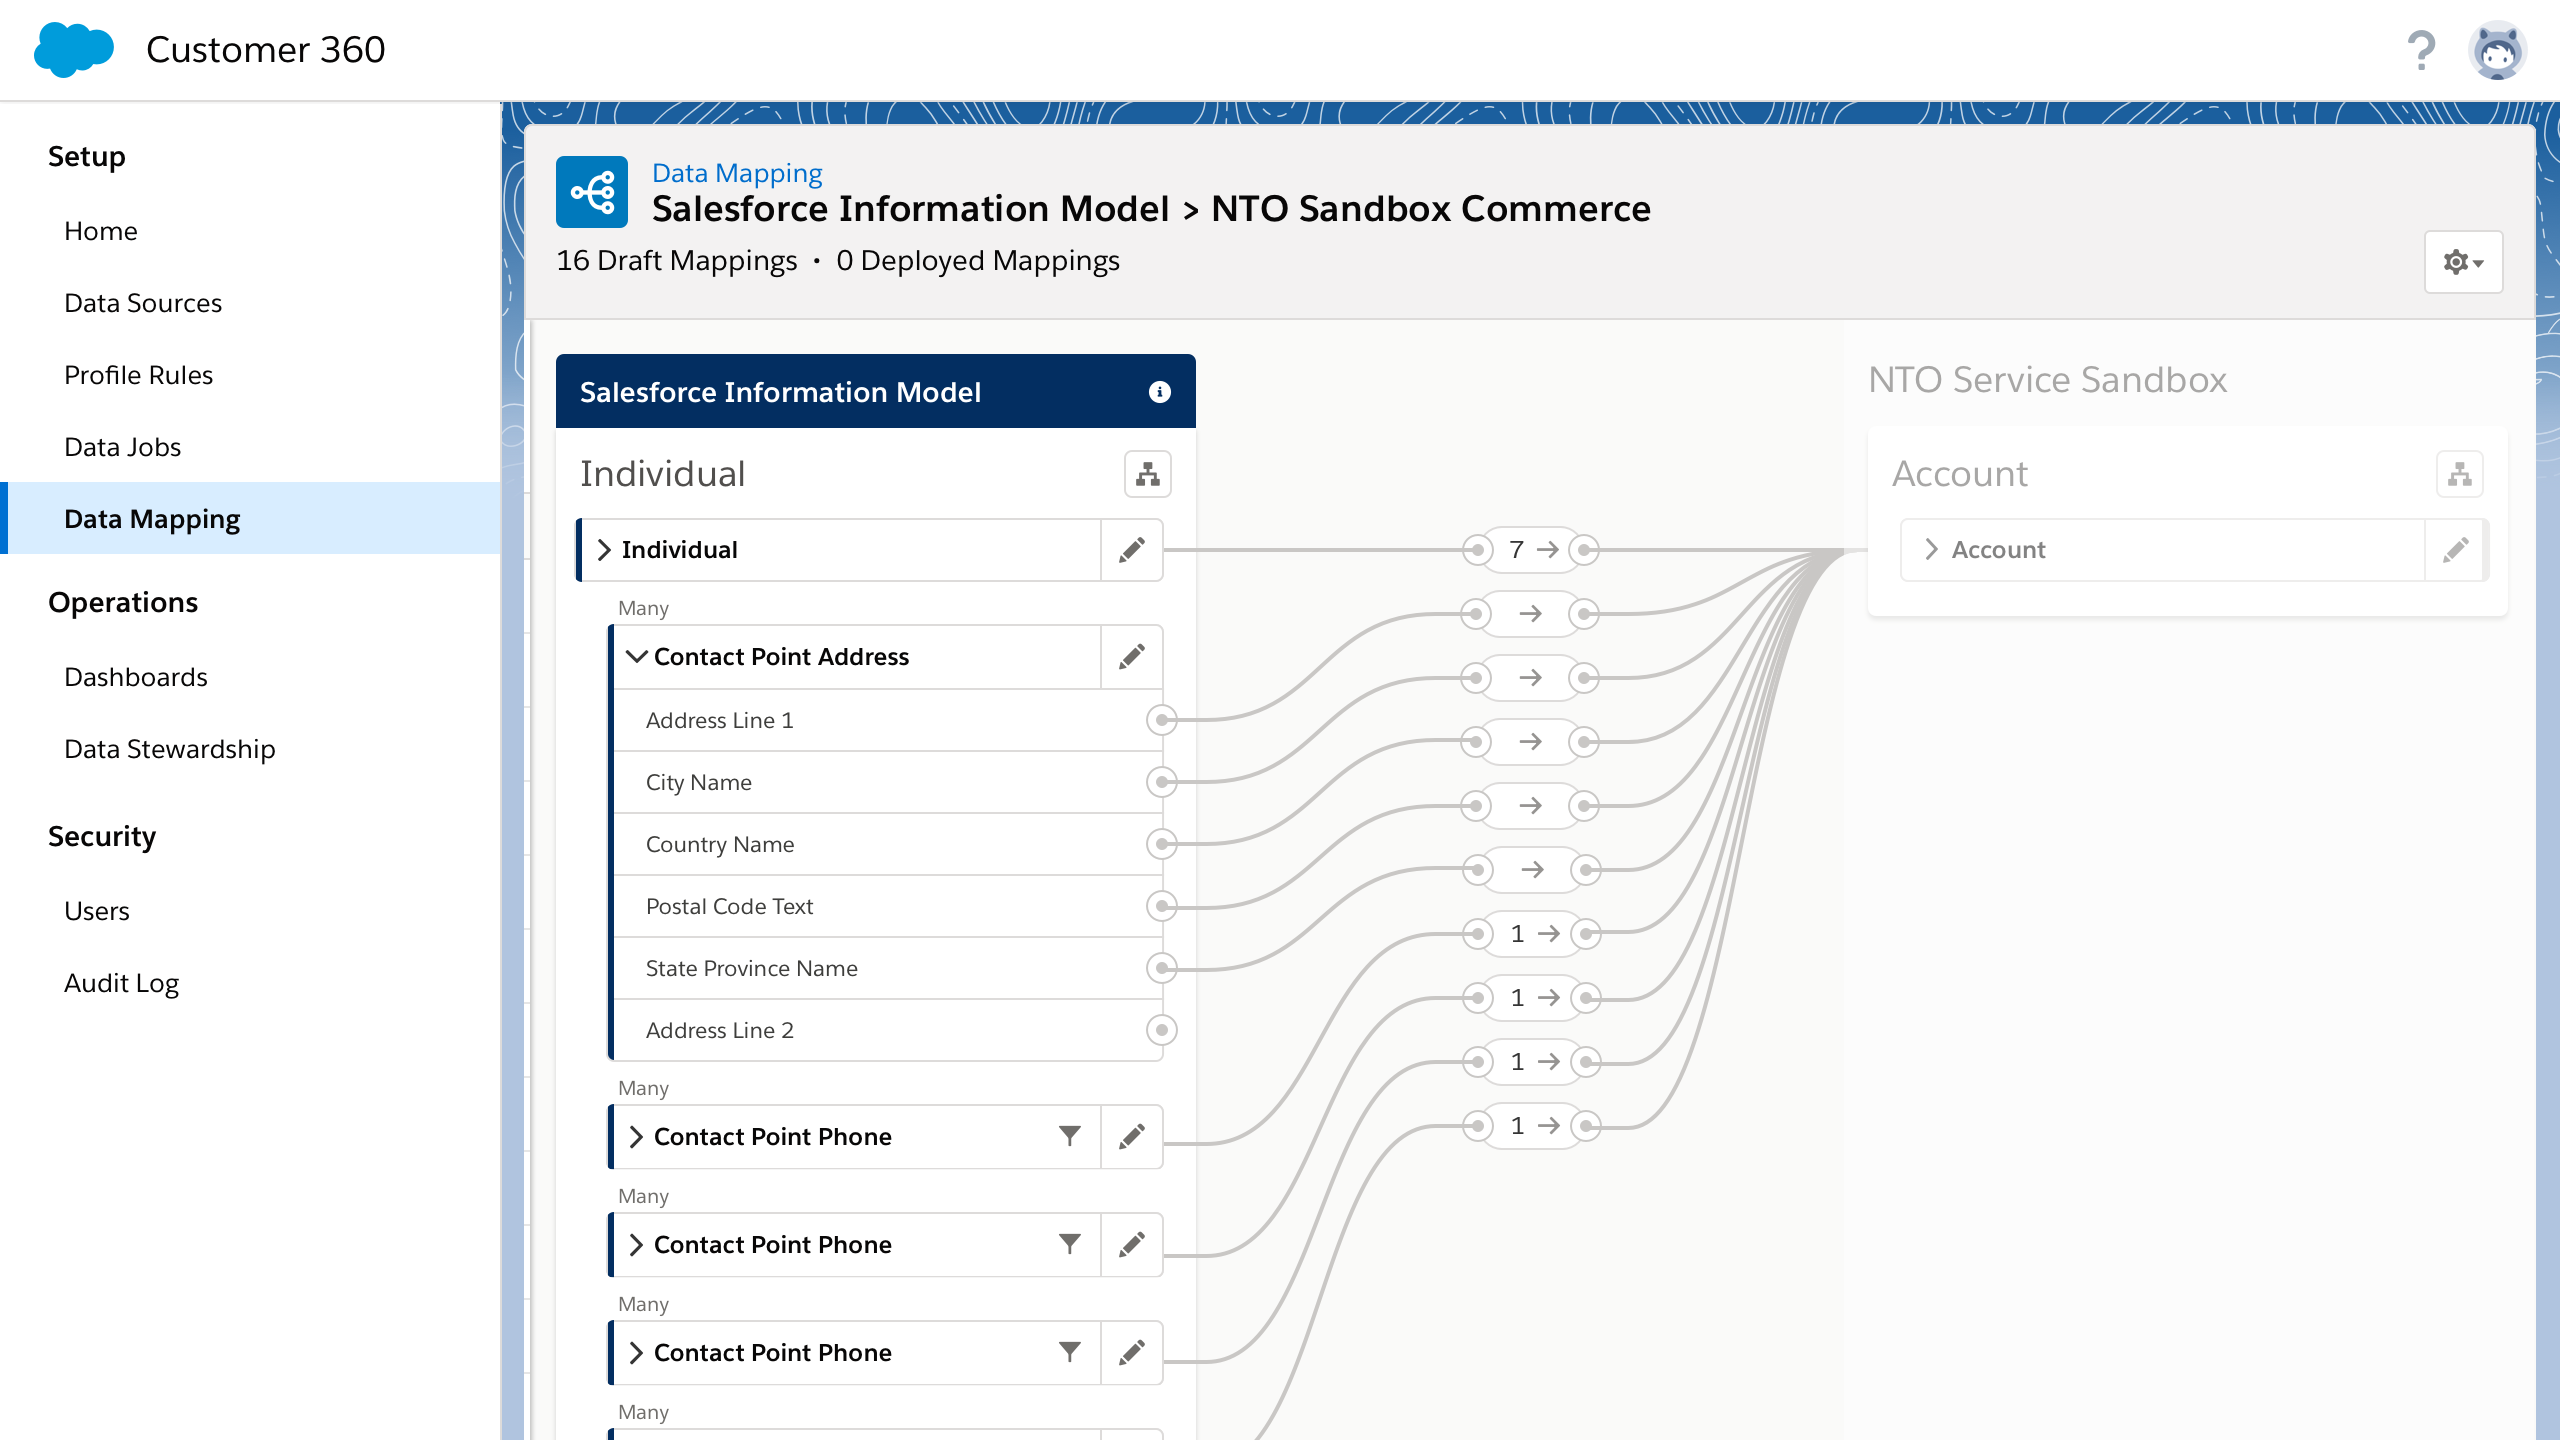 Customer 360
?
Setup
Home
Data Sources
Profile Rules
Data Jobs
Data Mapping
Operations
Dashboards
Data Stewardship
Security
Users
Audit Log
Data Mapping
Salesforce Information Model > NTO Sandbox Commerce
16 Draft Mappings • 0 Deployed Mappings
Salesforce Information Model
Individual
Individual
Many
Contact Point Address
Address Line 1
City Name
Country Name
Postal Code Text
State Province Name
Address Line 2
Many
Contact Point Phone
Many
Contact Point Phone
Many
Contact Point Phone
Many
7 →
→
→
→
→
→
1 →
1 →
1 →
1 →
NTO Service Sandbox
Account
Account